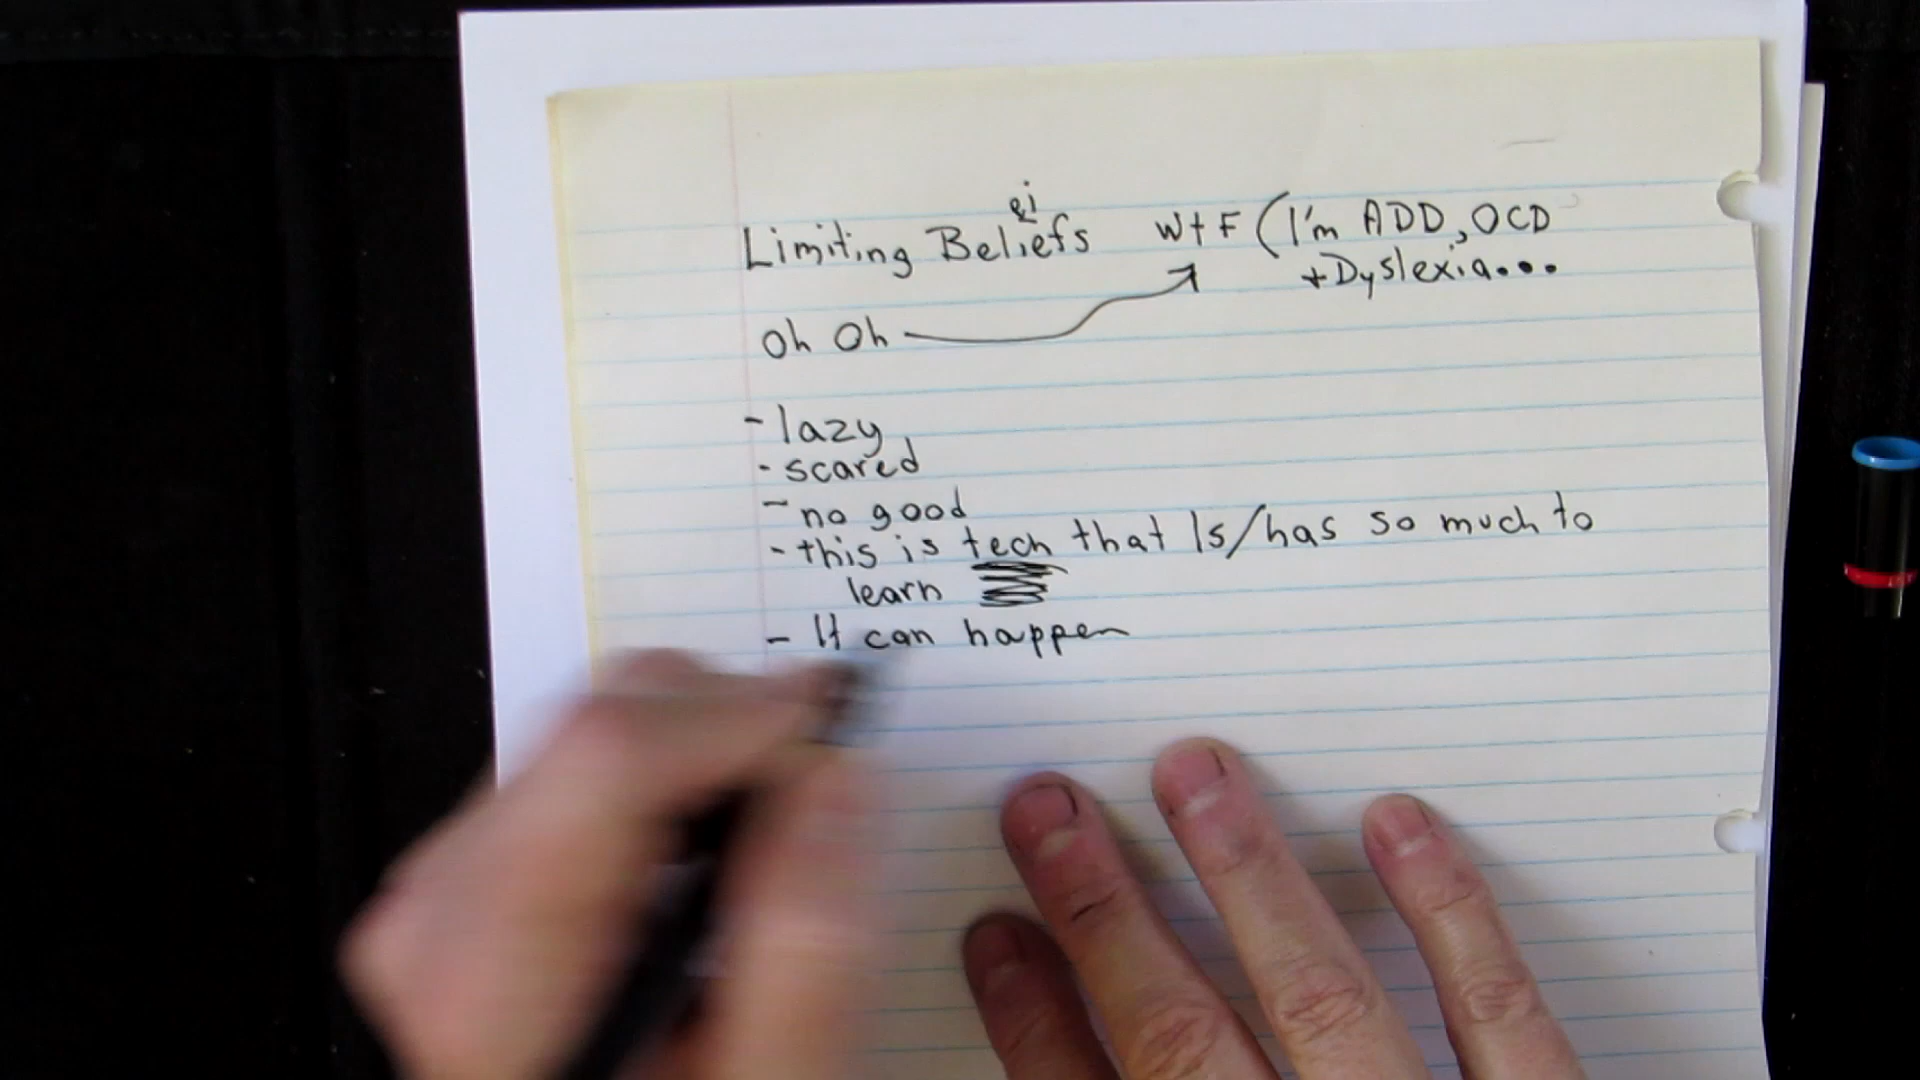 ei
Limiting Beliefs WtF (I'm ADD, OCD
+Dyslexia...
Oh Oh
- lazy
- scared
- no good
- this is tech that Is/has so much to
learn
- It can happen